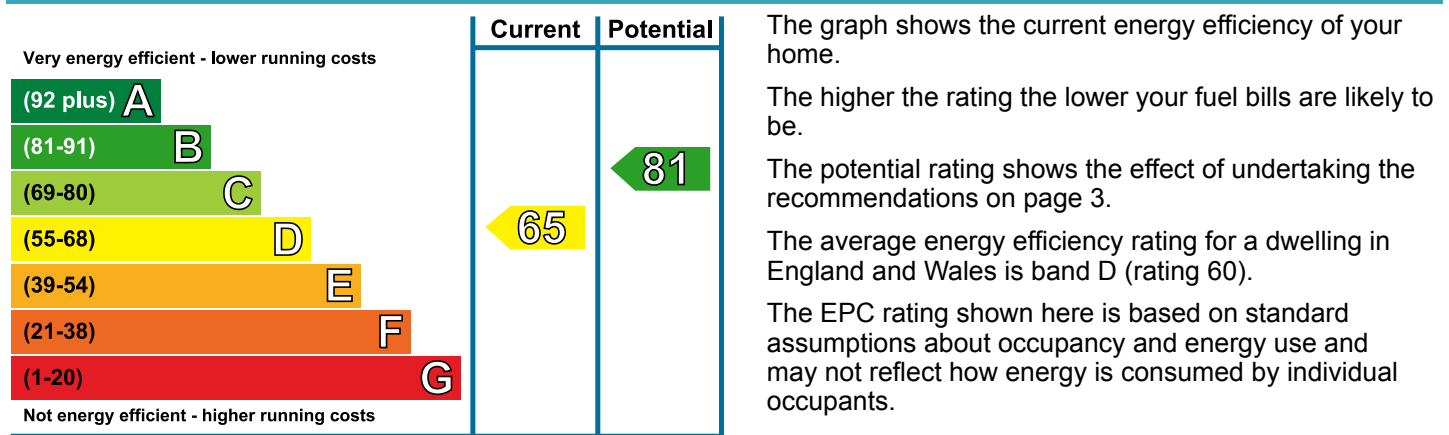 Current Potential
Very energy efficient - lower running costs
(92 plus) A
(81-91) B
81
(69-80) C
65
(55-68) D
(39-54) E
(21-38) F
(1-20) G
Not energy efficient - higher running costs
The graph shows the current energy efficiency of your
home.
The higher the rating the lower your fuel bills are likely to
be.
The potential rating shows the effect of undertaking the
recommendations on page 3.
The average energy efficiency rating for a dwelling in
England and Wales is band D (rating 60).
The EPC rating shown here is based on standard
assumptions about occupancy and energy use and
may not reflect how energy is consumed by individual
occupants.